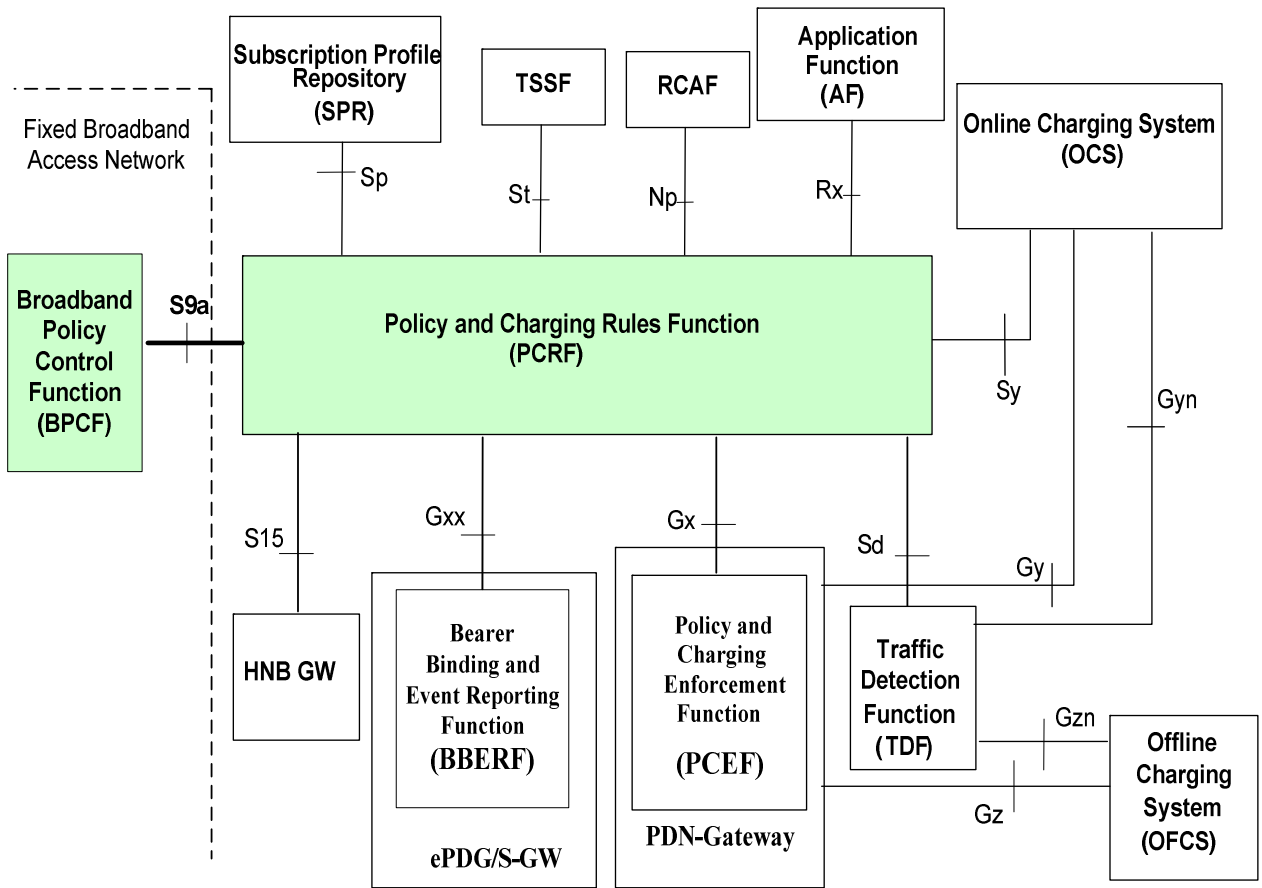 Subscription Profile
Repository
(SPR)
TSSF
RCAF
Application
Function
(AF)
Online Charging System
(OCS)
Fixed Broadband
Access Network
Sp
St
Np
Rx
Broadband
Policy
Control
Function
(BPCF)
S9a
Policy and Charging Rules Function
(PCRF)
Sy
Gyn
S15
Gxx
Gx
Sd
Gy
HNB GW
Bearer
Binding and
Event Reporting
Function
(BBERF)
ePDG/S-GW
Policy and
Charging
Enforcement
Function
(PCEF)
PDN-Gateway
Traffic
Detection
Function
(TDF)
Gzn
Gz
Offline
Charging
System
(OFCS)